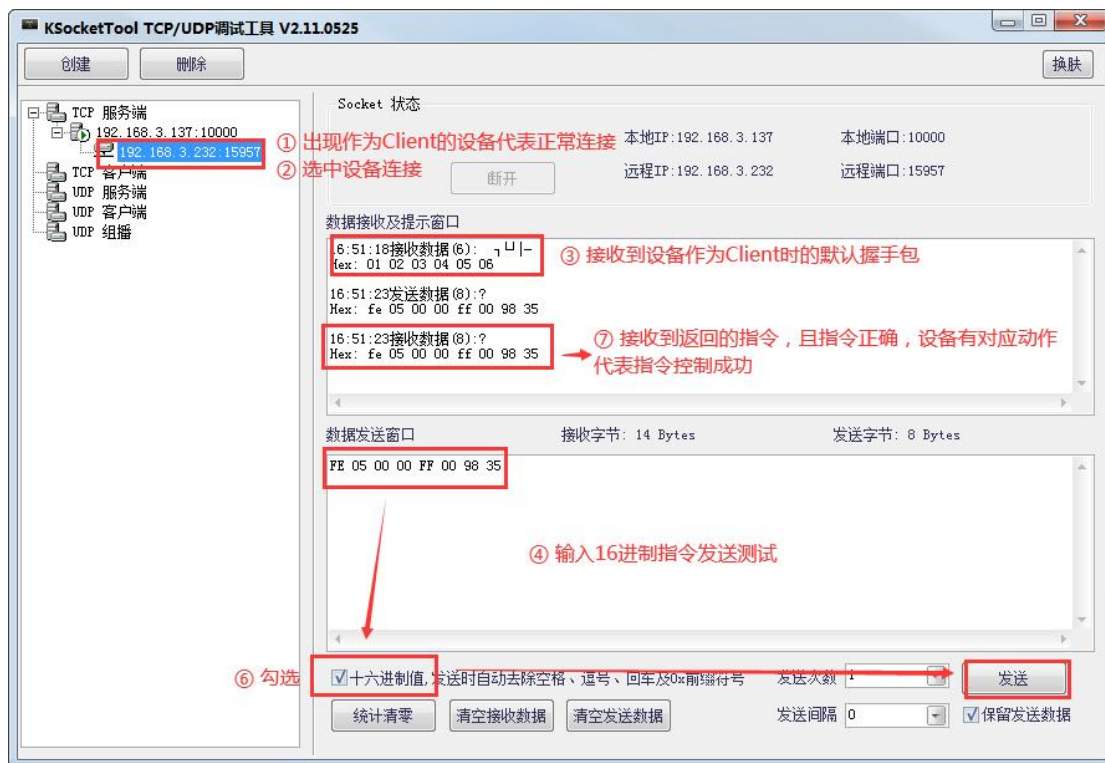 KSocketTool TCP/UDP调试工具 V2.11.0525
创建
删除
换肤
TCP 服务端
192.168.3.137:10000
192.168.3.232:15957
TCP 客户端
UDP 服务端
UDP 客户端
UDP 组播
Socket 状态
① 出现作为Client的设备代表正常连接
② 选中设备连接
断开
本地IP:192.168.3.137
本地端口:10000
远程IP:192.168.3.232
远程端口:15957
数据接收及提示窗口
16:51:18接收数据(6):
Hex: 01 02 03 04 05 06
③ 接收到设备作为Client时的默认握手包
16:51:23发送数据(8):?
Hex: fe 05 00 00 ff 00 98 35
16:51:23接收数据(8):?
Hex: fe 05 00 00 ff 00 98 35
⑦ 接收到返回的指令，且指令正确，设备有对应动作
代表指令控制成功
数据发送窗口
接收字节: 14 Bytes
发送字节: 8 Bytes
FE 05 00 00 FF 00 98 35
④ 输入16进制指令发送测试
⑥ 勾选
十六进制值,发送时自动去除空格、逗号、回车及0x前缀符号
发送次数 1
发送
统计清零
清空接收数据
清空发送数据
发送间隔 0
保留发送数据